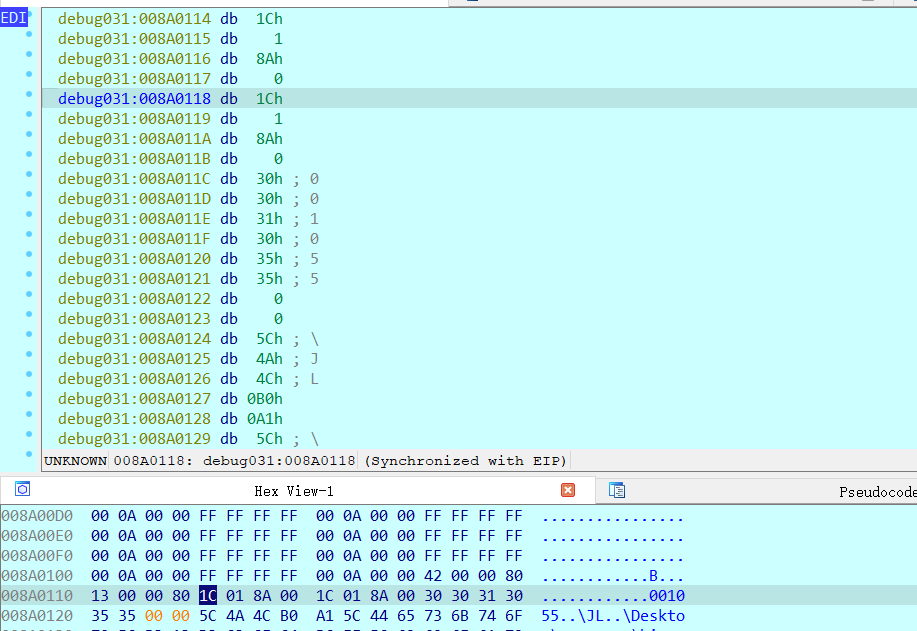 EDI
debug031:008A0114 db 1Ch
debug031:008A0115 db 1
debug031:008A0116 db 8Ah
debug031:008A0117 db 0
debug031:008A0118 db 1Ch
debug031:008A0119 db 1
debug031:008A011A db 8Ah
debug031:008A011B db 0
debug031:008A011C db 30h ; 0
debug031:008A011D db 30h ; 0
debug031:008A011E db 31h ; 1
debug031:008A011F db 30h ; 0
debug031:008A0120 db 35h ; 5
debug031:008A0121 db 35h ; 5
debug031:008A0122 db 0
debug031:008A0123 db 0
debug031:008A0124 db 5Ch ; \
debug031:008A0125 db 4Ah ; J
debug031:008A0126 db 4Ch ; L
debug031:008A0127 db 0B0h
debug031:008A0128 db 0A1h
debug031:008A0129 db 5Ch ; \
UNKNOWN 008A0118: debug031:008A0118 (Synchronized with EIP)
Hex View-1 Pseudocode
008A00D0 00 0A 00 00 FF FF FF FF 00 0A 00 00 FF FF FF FF ................
008A00E0 00 0A 00 00 FF FF FF FF 00 0A 00 00 FF FF FF FF ................
008A00F0 00 0A 00 00 FF FF FF FF 00 0A 00 00 FF FF FF FF ................
008A0100 00 0A 00 00 FF FF FF FF 00 0A 00 00 42 00 00 80 ............B...
008A0110 13 00 00 80 1C 01 8A 00 1C 01 8A 00 30 30 31 30 ............0010
008A0120 35 35 00 00 5C 4A 4C B0 A1 5C 44 65 73 6B 74 6F 55..\JL..\Deskto